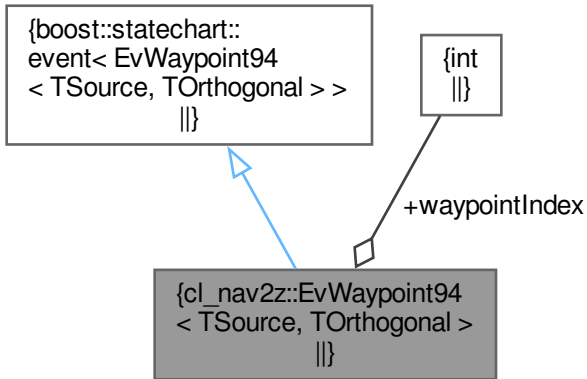 {boost::statechart::
event< EvWaypoint94
< TSource, TOrthogonal > >
||}
{int
||}
+waypointIndex
{cl_nav2z::EvWaypoint94
< TSource, TOrthogonal >
||}